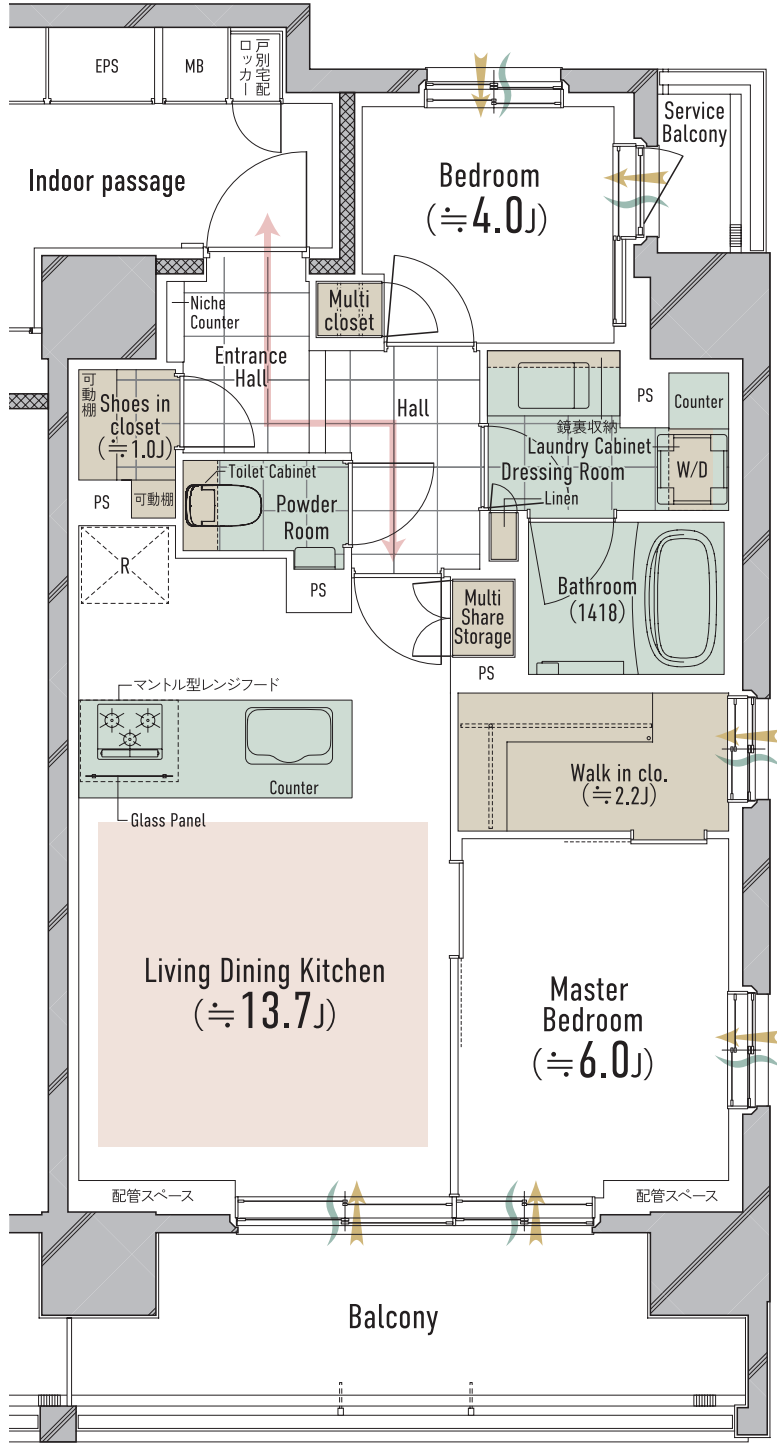 EPS
MB
戸別宅配
ロッカー
Indoor passage
Bedroom
(≒4.0J)
Service
Balcony
Niche
Counter
Multi
closet
Entrance
Hall
Hall
可動棚
Shoes in
closet
(≒1.0J)
PS
可動棚
Toilet Cabinet
Powder
Room
PS
PS
Counter
鏡裏収納
Laundry Cabinet
Dressing Room
W/D
Linen
R
Bathroom
(1418)
Multi
Share
Storage
PS
マントル型レンジフード
Counter
Glass Panel
Walk in clo.
(≒2.2J)
Living Dining Kitchen
(≒13.7J)
Master
Bedroom
(≒6.0J)
配管スペース
配管スペース
Balcony